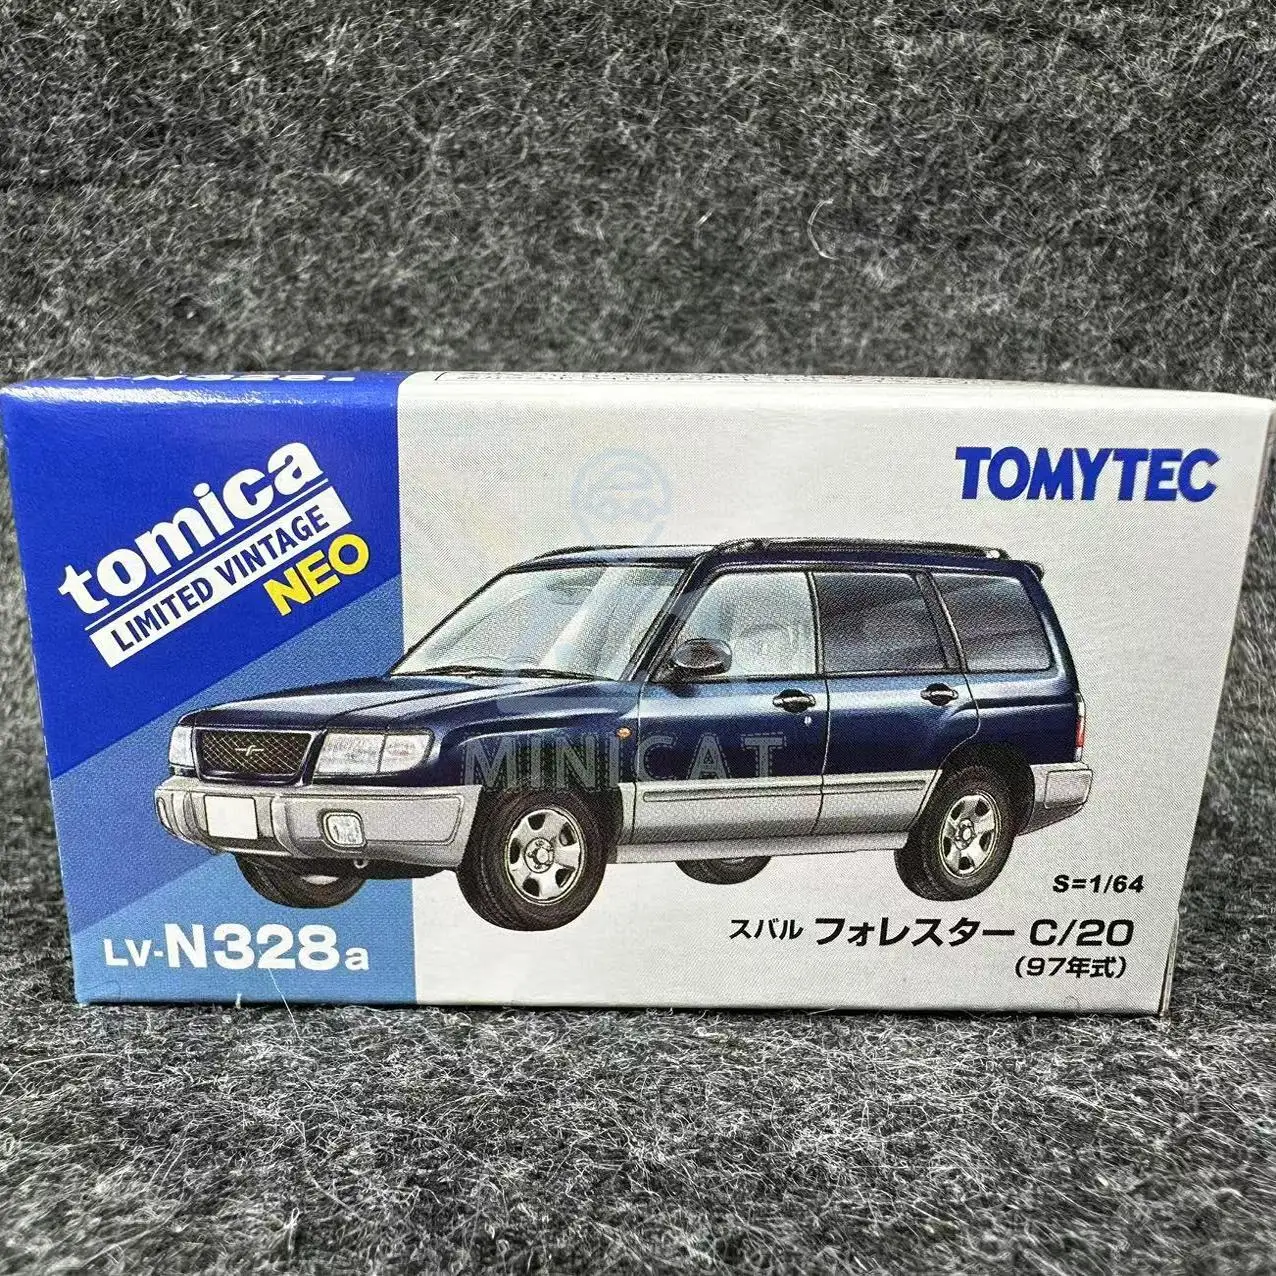 tomica
LIMITED VINTAGE
NEO
TOMYTEC
MINICAT
S=1/64
LV-N328a
スバル フォレスター C/20
(97年式)